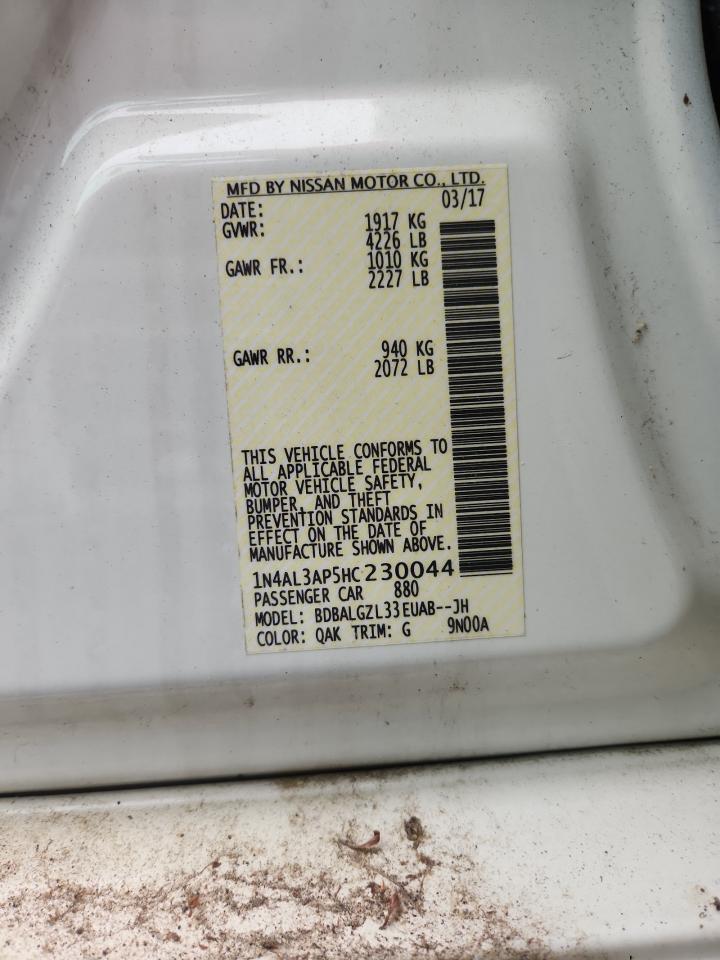 MFD BY NISSAN MOTOR CO., LTD.
DATE: 03/17
GVWR: 1917 KG
4226 LB
GAWR FR.: 1010 KG
2227 LB
GAWR RR.: 940 KG
2072 LB
THIS VEHICLE CONFORMS TO
ALL APPLICABLE FEDERAL
MOTOR VEHICLE SAFETY,
BUMPER, AND THEFT
PREVENTION STANDARDS IN
EFFECT ON THE DATE OF
MANUFACTURE SHOWN ABOVE.
1N4AL3AP5HC230044
PASSENGER CAR 880
MODEL: BDBALGZL33EUAB--JH
COLOR: QAK TRIM: G 9N00A